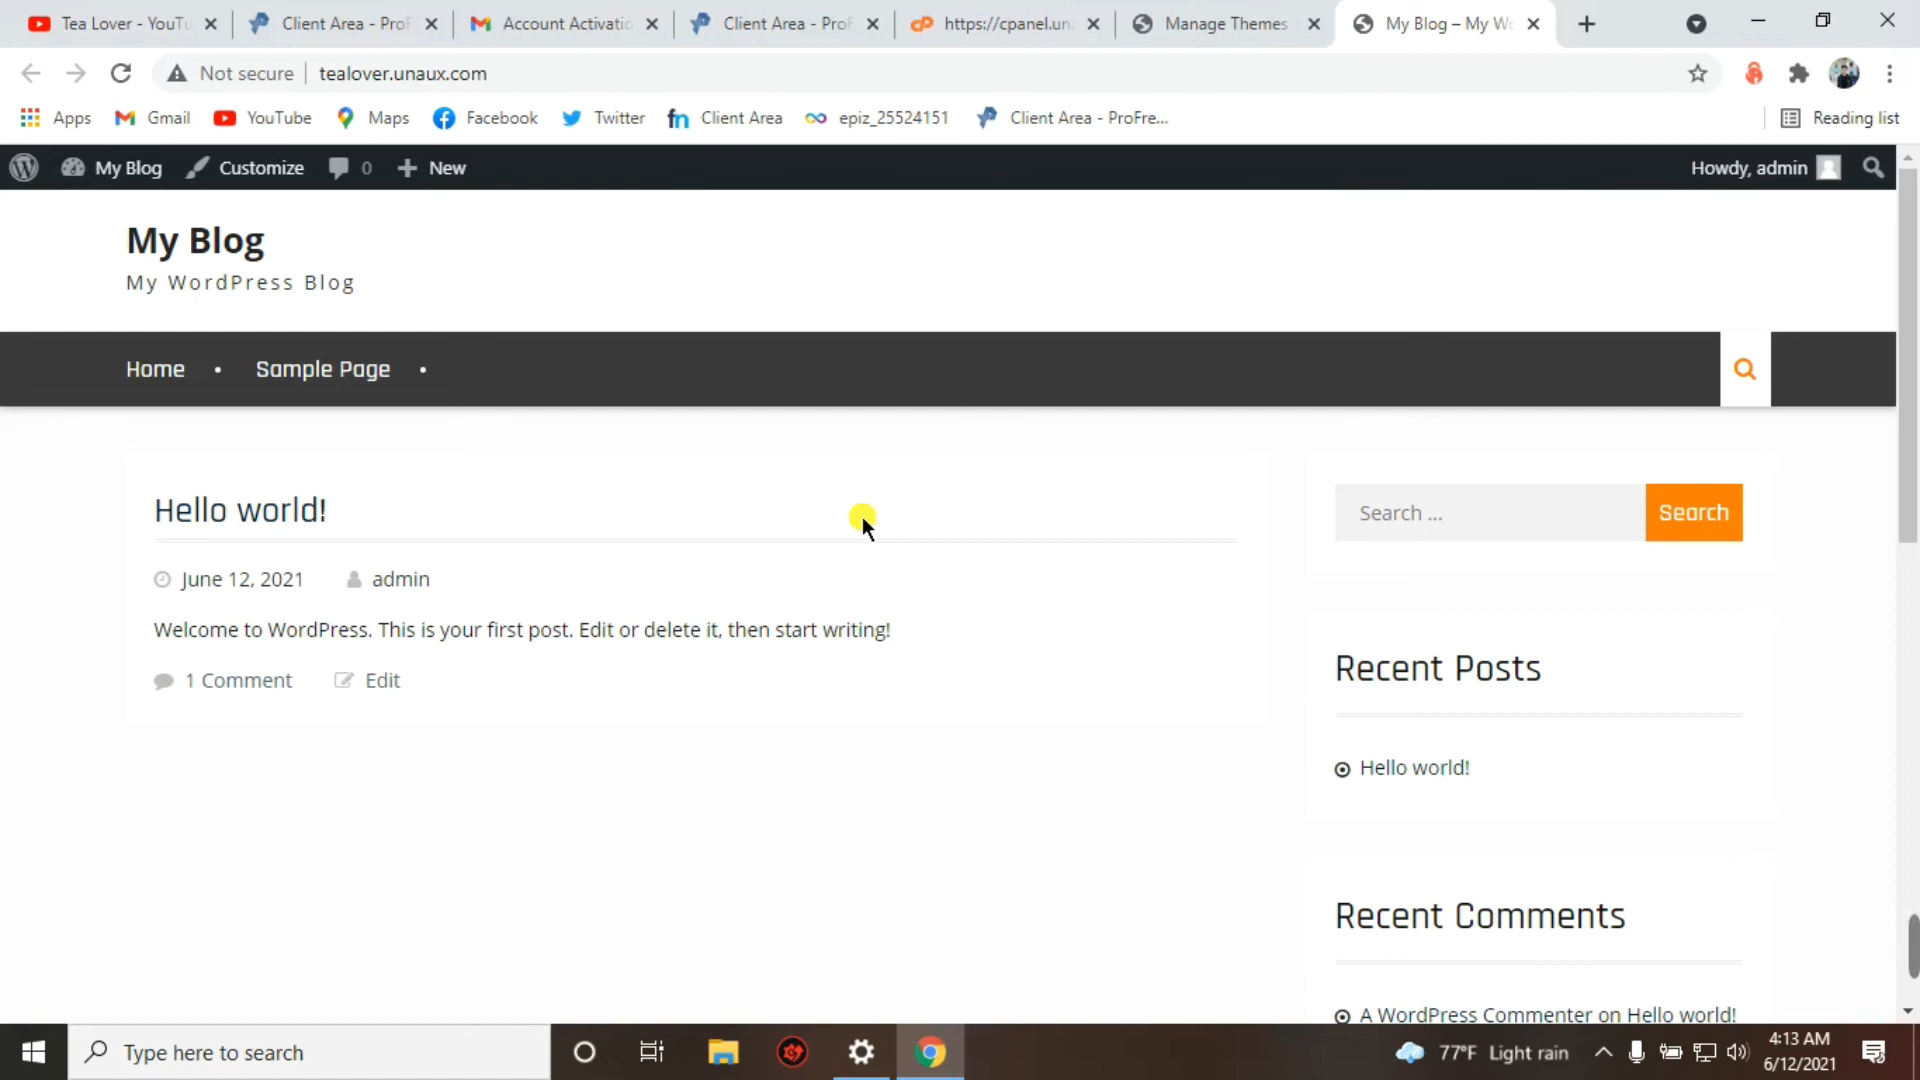 Tea Lover - YouTu
Client Area - ProF
Account Activatio
Client Area - ProF
https://cpanel.un
Manage Themes
My Blog – My Wo
Not secure
tealover.unaux.com
Apps
Gmail
YouTube
Maps
Facebook
Twitter
Client Area
epiz_25524151
Client Area - ProFre...
Reading list
My Blog
Customize
0
New
Howdy, admin
My Blog
My WordPress Blog
Home
Sample Page
Hello world!
June 12, 2021
admin
Welcome to WordPress. This is your first post. Edit or delete it, then start writing!
1 Comment
Edit
Search ...
Search
Recent Posts
Hello world!
Recent Comments
A WordPress Commenter on Hello world!
Type here to search
77°F Light rain
4:13 AM
6/12/2021